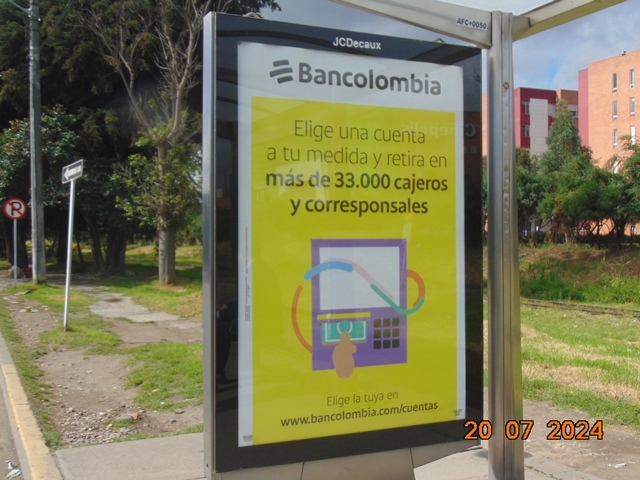 AFC+0050
JCDecaux
Bancolombia
Elige una cuenta
a tu medida y retira en
más de 33.000 cajeros
y corresponsales
Elige la tuya en
www.bancolombia.com/cuentas
20 07 2024